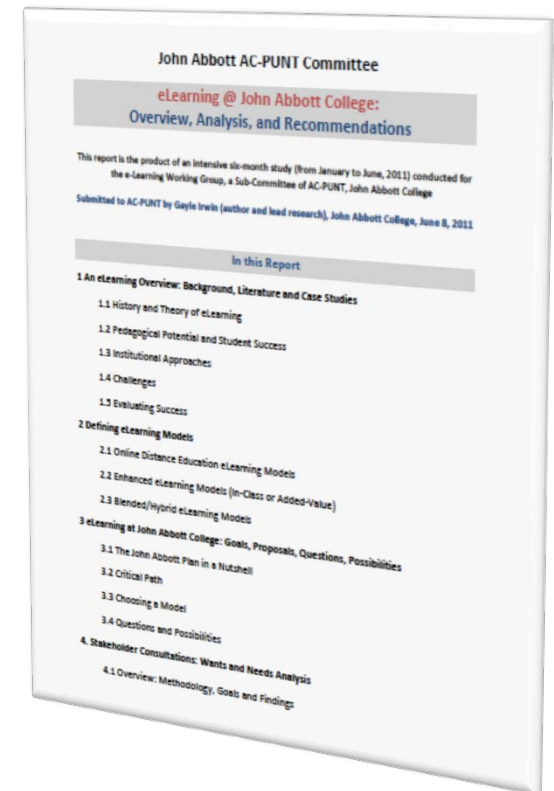 John Abbott AC-PUNT Committee
eLearning @ John Abbott College:
Overview, Analysis, and Recommendations
This report is the product of an intensive six-month study (from January to June, 2011) conducted for
the e-Learning Working Group, a Sub-Committee of AC-PUNT, John Abbott College
Submitted to AC-PUNT by Gayle Irwin (author and lead research), John Abbott College, June 8, 2011
In this Report
1 An eLearning Overview: Background, Literature and Case Studies
1.1 History and Theory of eLearning
1.2 Pedagogical Potential and Student Success
1.3 Institutional Approaches
1.4 Challenges
1.5 Evaluating Success
2 Defining eLearning Models
2.1 Online Distance Education eLearning Models
2.2 Enhanced eLearning Models (In-Class or Added-Value)
2.3 Blended/Hybrid eLearning Models
3 eLearning at John Abbott College: Goals, Proposals, Questions, Possibilities
3.1 The John Abbott Plan in a Nutshell
3.2 Critical Path
3.3 Choosing a Model
3.4 Questions and Possibilities
4. Stakeholder Consultations: Wants and Needs Analysis
4.1 Overview: Methodology, Goals and Findings